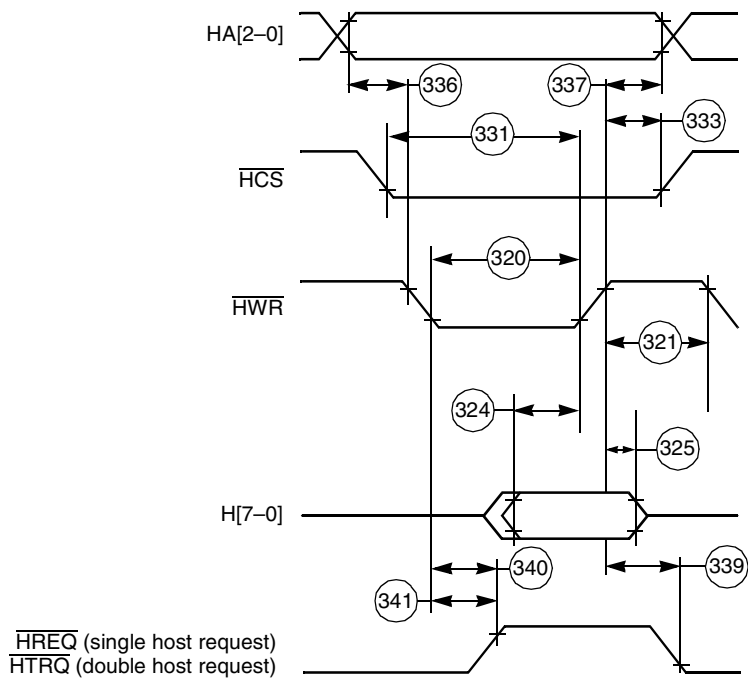 HA[2–0]
336
337
333
331
HCS
320
HWR
321
324
325
H[7–0]
340
339
341
HREQ (single host request)
HTRQ (double host request)